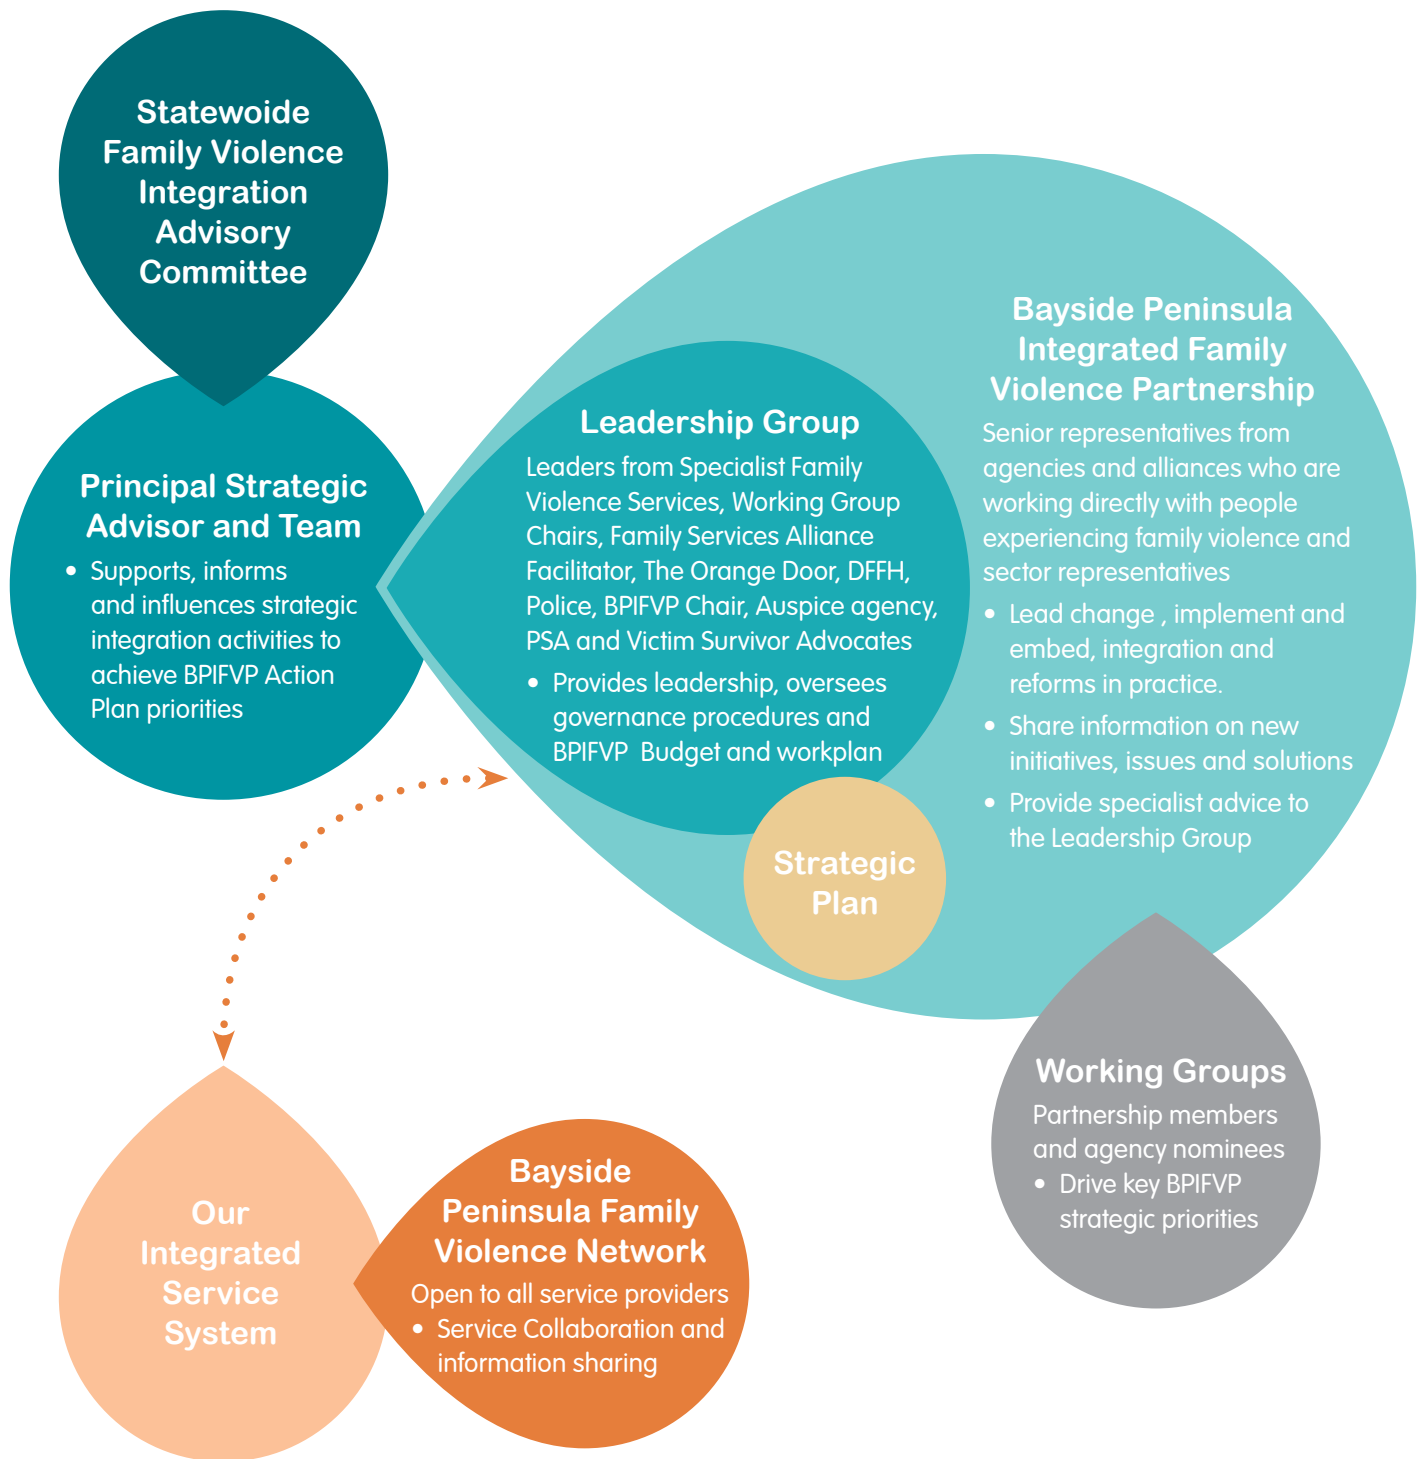 Statewoide
Family Violence
Integration
Advisory
Committee
Principal Strategic
Advisor and Team
• Supports, informs
and influences strategic
integration activities to
achieve BPIFVP Action
Plan priorities
Leadership Group
Leaders from Specialist Family
Violence Services, Working Group
Chairs, Family Services Alliance
Facilitator, The Orange Door, DFFH,
Police, BPIFVP Chair, Auspice agency,
PSA and Victim Survivor Advocates
• Provides leadership, oversees
governance procedures and
BPIFVP Budget and workplan
Strategic
Plan
Bayside Peninsula
Integrated Family
Violence Partnership
Senior representatives from
agencies and alliances who are
working directly with people
experiencing family violence and
sector representatives
• Lead change , implement and
embed, integration and
reforms in practice.
• Share information on new
initiatives, issues and solutions
• Provide specialist advice to
the Leadership Group
Working Groups
Partnership members
and agency nominees
• Drive key BPIFVP
strategic priorities
Our
Integrated
Service
System
Bayside
Peninsula Family
Violence Network
Open to all service providers
• Service Collaboration and
information sharing